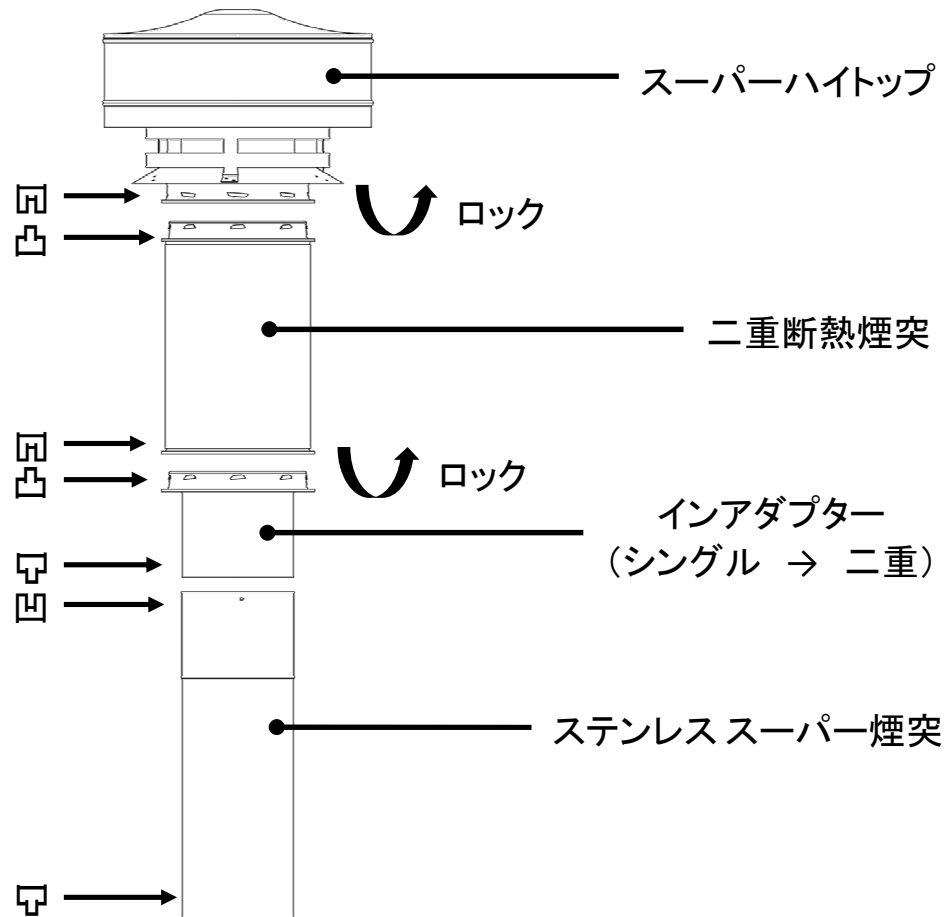 スーパーハイトップ
ロック
二重断熱煙突
ロック
インアダプター
(シングル → 二重)
ステンレス スーパー煙突